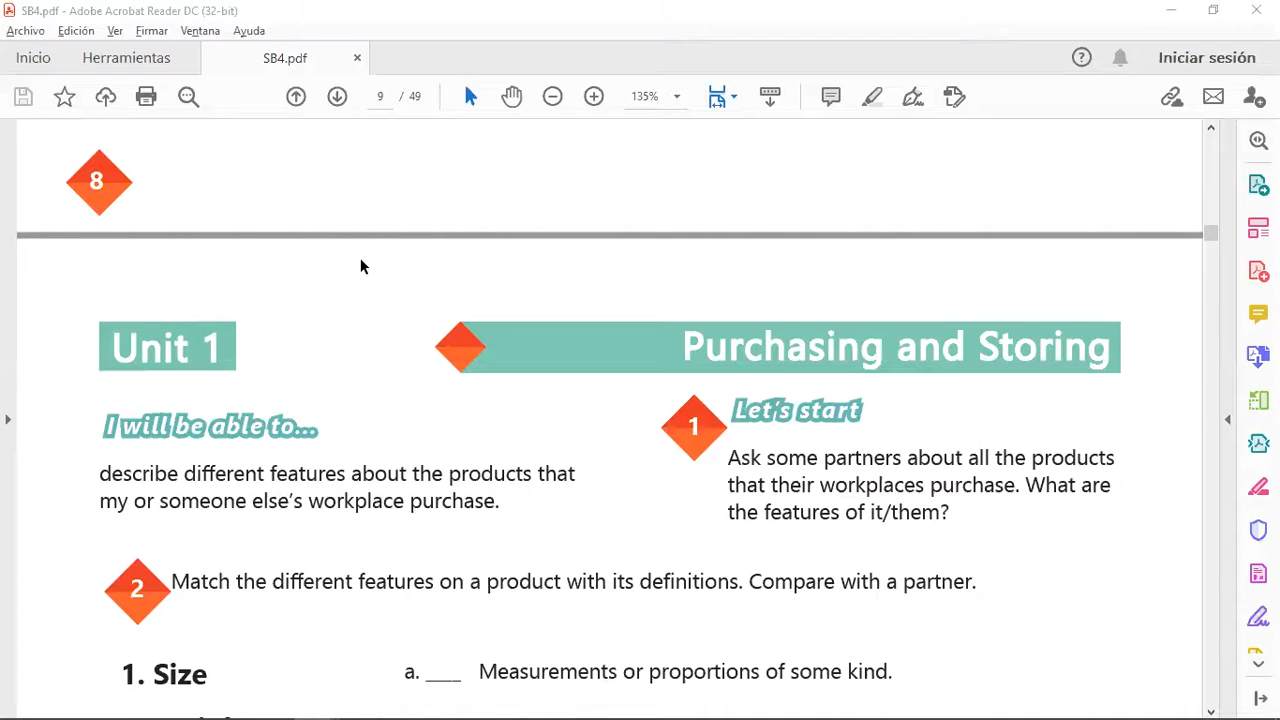 SB4.pdf - Adobe Acrobat Reader DC (32-bit)
Archivo Edición Ver Firmar Ventana Ayuda
Inicio Herramientas SB4.pdf × Iniciar sesión
9 / 49 135%
8
Unit 1 Purchasing and Storing
I will be able to...
describe different features about the products that
my or someone else's workplace purchase.
1 Let's start
Ask some partners about all the products
that their workplaces purchase. What are
the features of it/them?
2 Match the different features on a product with its definitions. Compare with a partner.
1. Size a. ____ Measurements or proportions of some kind.